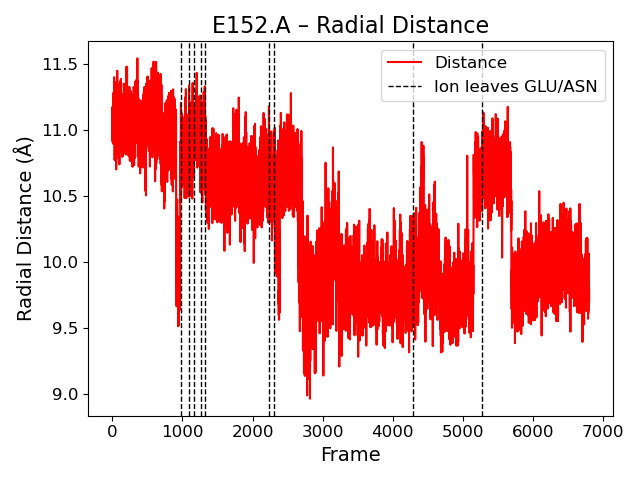 E152.A – Radial Distance
Distance
Ion leaves GLU/ASN
Radial Distance (Å)
11.5
11.0
10.5
10.0
9.5
9.0
0 1000 2000 3000 4000 5000 6000 7000
Frame